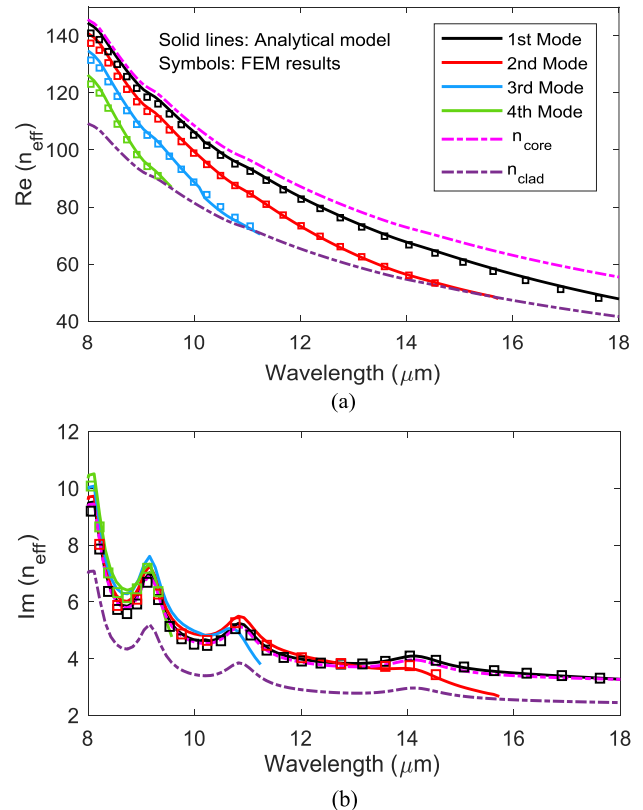 140
120
100
80
60
40
Re (n_eff)
Solid lines: Analytical model
Symbols: FEM results
1st Mode
2nd Mode
3rd Mode
4th Mode
n_core
n_clad
8 10 12 14 16 18
Wavelength (μm)
(a)
12
10
8
6
4
2
Im (n_eff)
8 10 12 14 16 18
Wavelength (μm)
(b)